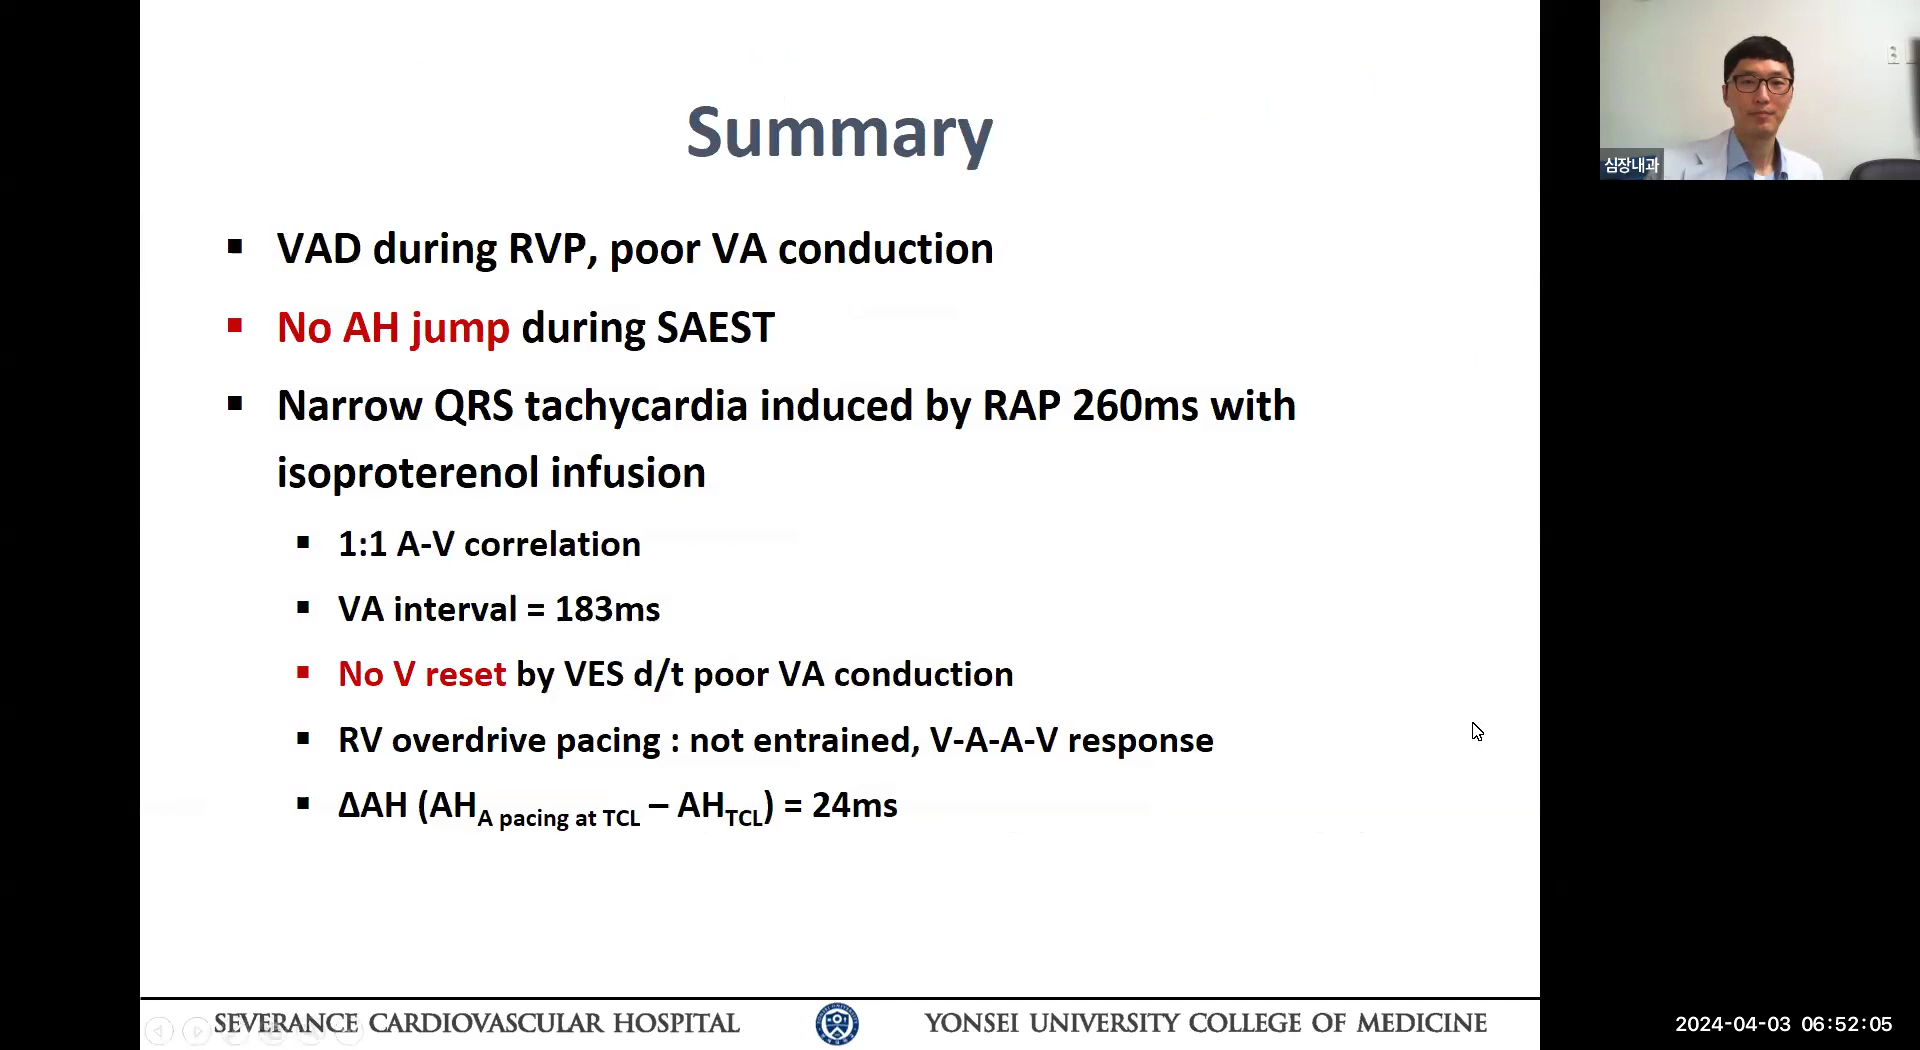 심장내과
Summary
VAD during RVP, poor VA conduction
No AH jump during SAEST
Narrow QRS tachycardia induced by RAP 260ms with
isoproterenol infusion
1:1 A-V correlation
VA interval = 183ms
No V reset by VES d/t poor VA conduction
RV overdrive pacing : not entrained, V-A-A-V response
ΔAH (AH A pacing at TCL – AH TCL) = 24ms
SEVERANCE CARDIOVASCULAR HOSPITAL
YONSEI UNIVERSITY COLLEGE OF MEDICINE
2024-04-03 06:52:05